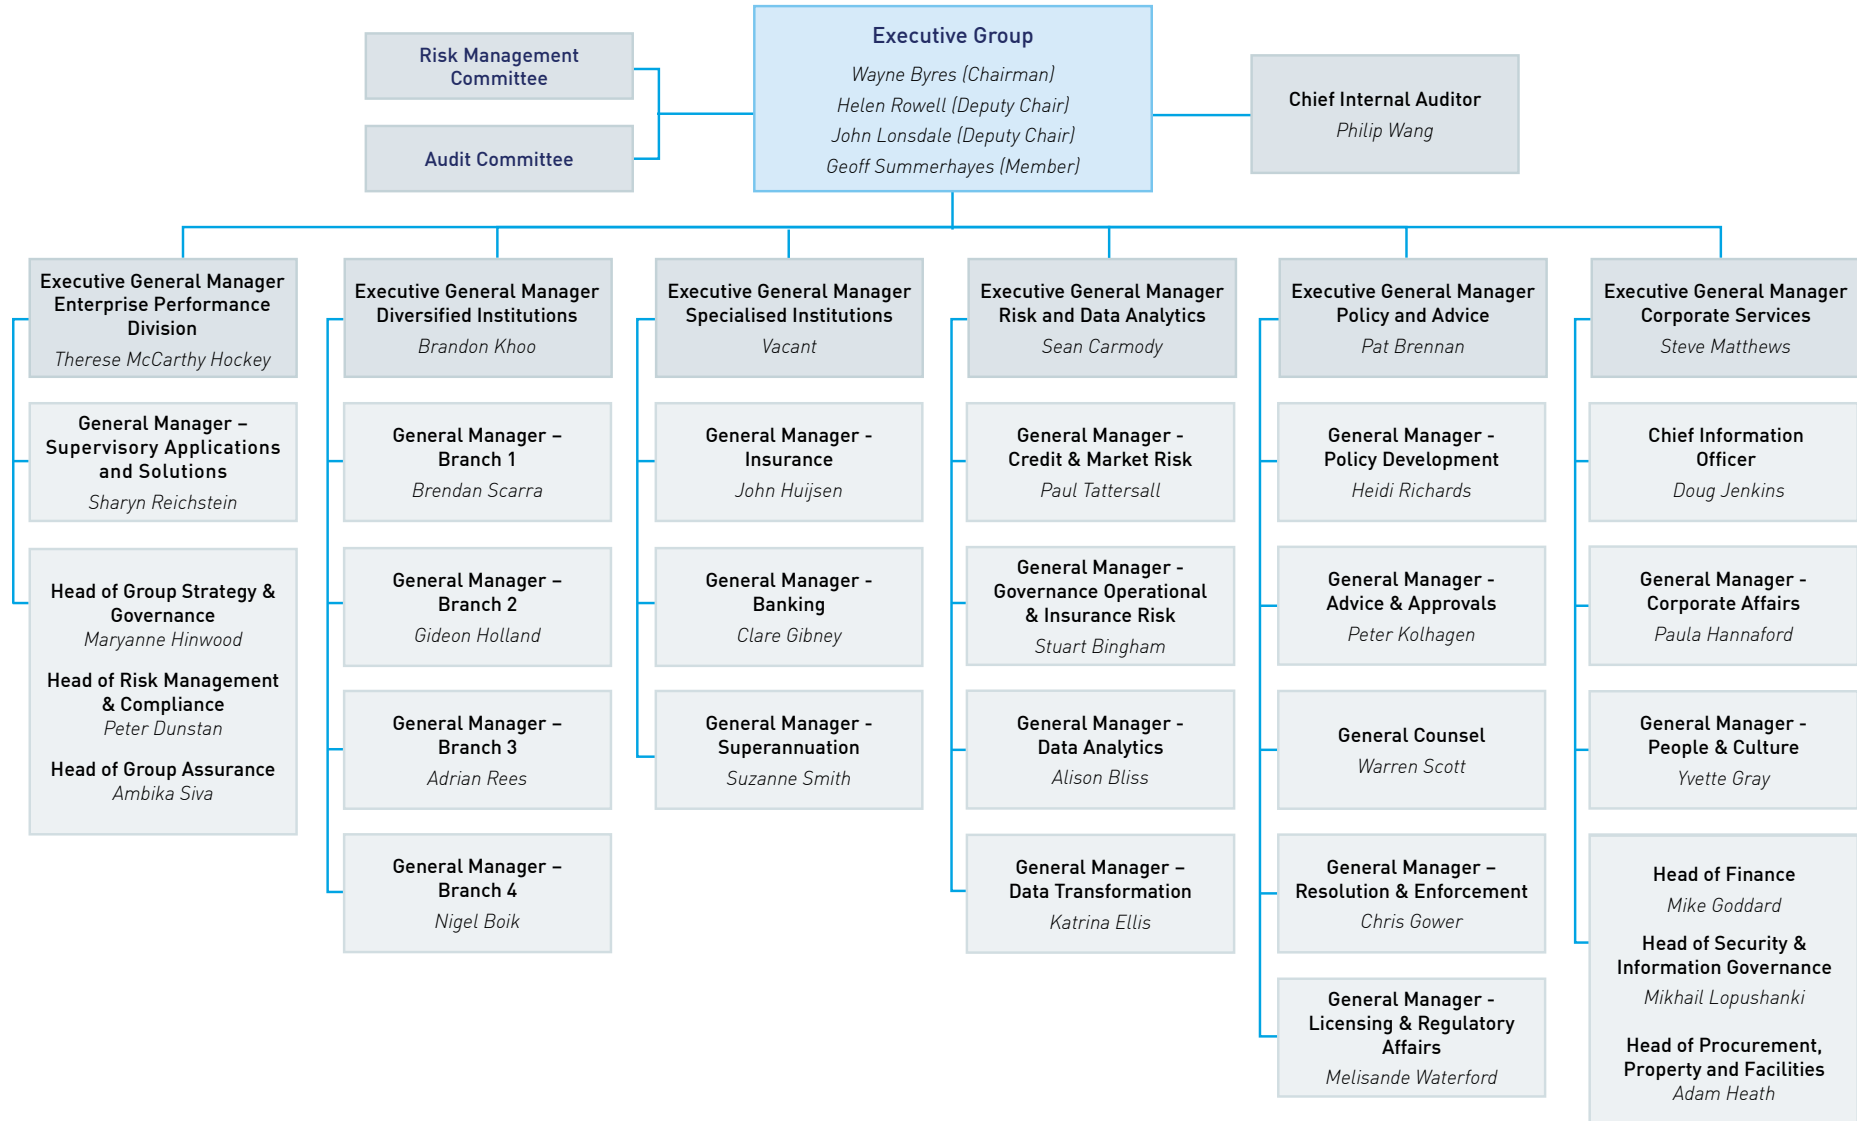 Executive Group
Wayne Byres (Chairman)
Helen Rowell (Deputy Chair)
John Lonsdale (Deputy Chair)
Geoff Summerhayes (Member)
Risk Management
Committee
Audit Committee
Chief Internal Auditor
Philip Wang
Executive General Manager
Enterprise Performance
Division
Therese McCarthy Hockey
General Manager –
Supervisory Applications
and Solutions
Sharyn Reichstein
Head of Group Strategy &
Governance
Maryanne Hinwood
Head of Risk Management
& Compliance
Peter Dunstan
Head of Group Assurance
Ambika Siva
Executive General Manager
Diversified Institutions
Brandon Khoo
General Manager –
Branch 1
Brendan Scarra
General Manager –
Branch 2
Gideon Holland
General Manager –
Branch 3
Adrian Rees
General Manager –
Branch 4
Nigel Boik
Executive General Manager
Specialised Institutions
Vacant
General Manager -
Insurance
John Huijsen
General Manager -
Banking
Clare Gibney
General Manager -
Superannuation
Suzanne Smith
Executive General Manager
Risk and Data Analytics
Sean Carmody
General Manager -
Credit & Market Risk
Paul Tattersall
General Manager -
Governance Operational
& Insurance Risk
Stuart Bingham
General Manager -
Data Analytics
Alison Bliss
General Manager –
Data Transformation
Katrina Ellis
Executive General Manager
Policy and Advice
Pat Brennan
General Manager -
Policy Development
Heidi Richards
General Manager -
Advice & Approvals
Peter Kolhagen
General Counsel
Warren Scott
General Manager –
Resolution & Enforcement
Chris Gower
General Manager -
Licensing & Regulatory
Affairs
Melisande Waterford
Executive General Manager
Corporate Services
Steve Matthews
Chief Information
Officer
Doug Jenkins
General Manager -
Corporate Affairs
Paula Hannaford
General Manager -
People & Culture
Yvette Gray
Head of Finance
Mike Goddard
Head of Security &
Information Governance
Mikhail Lopushanki
Head of Procurement,
Property and Facilities
Adam Heath